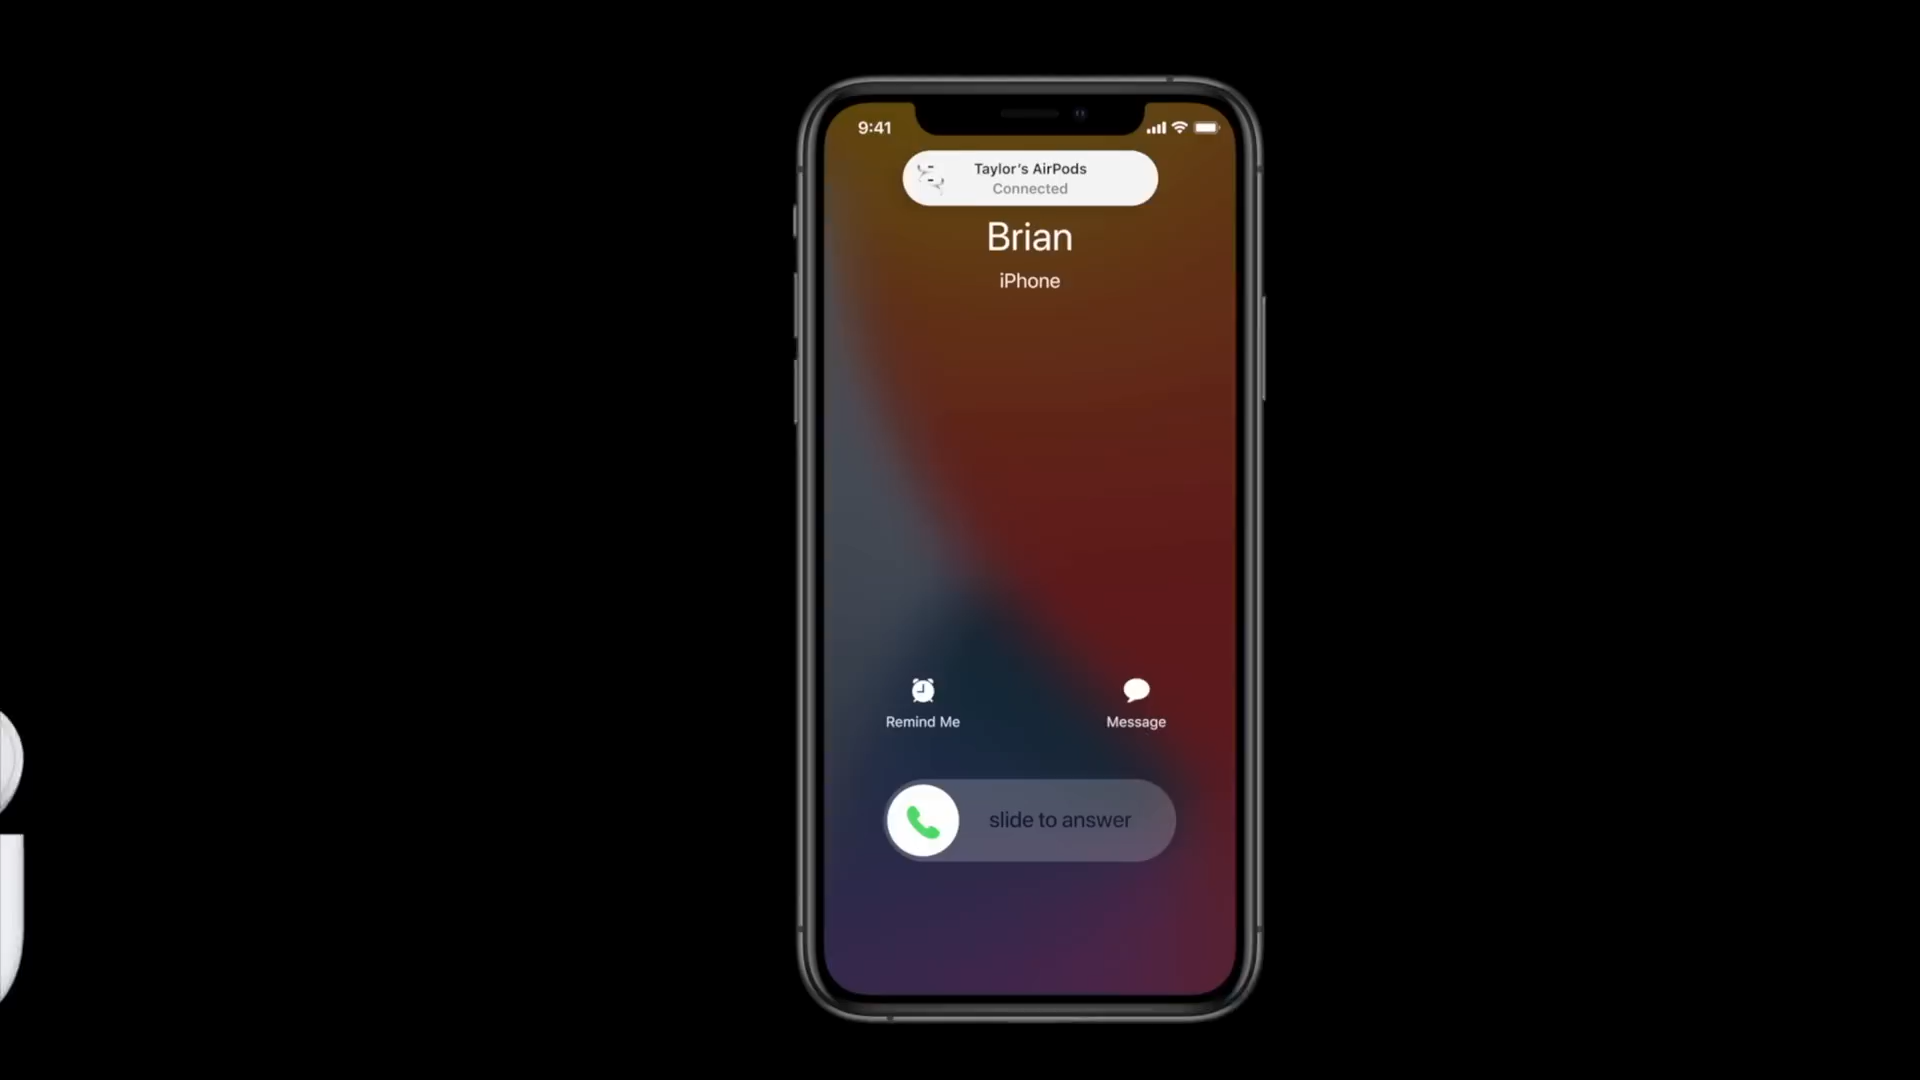 9:41
Taylor's AirPods
Connected
Brian
iPhone
Remind Me
Message
slide to answer